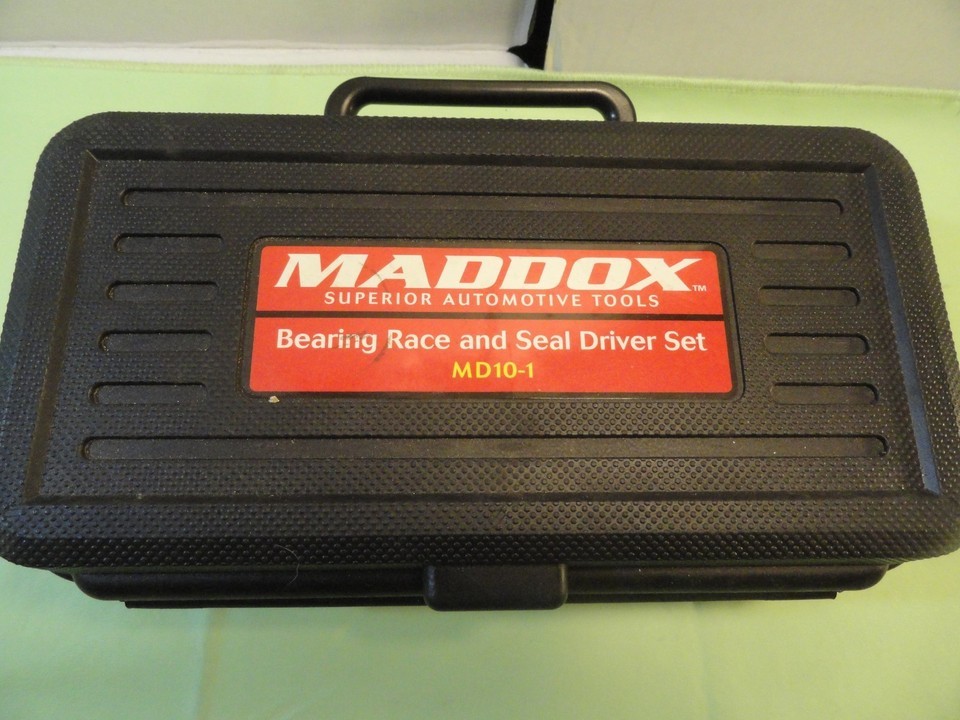 MADDOX™
SUPERIOR AUTOMOTIVE TOOLS
Bearing Race and Seal Driver Set
MD10-1